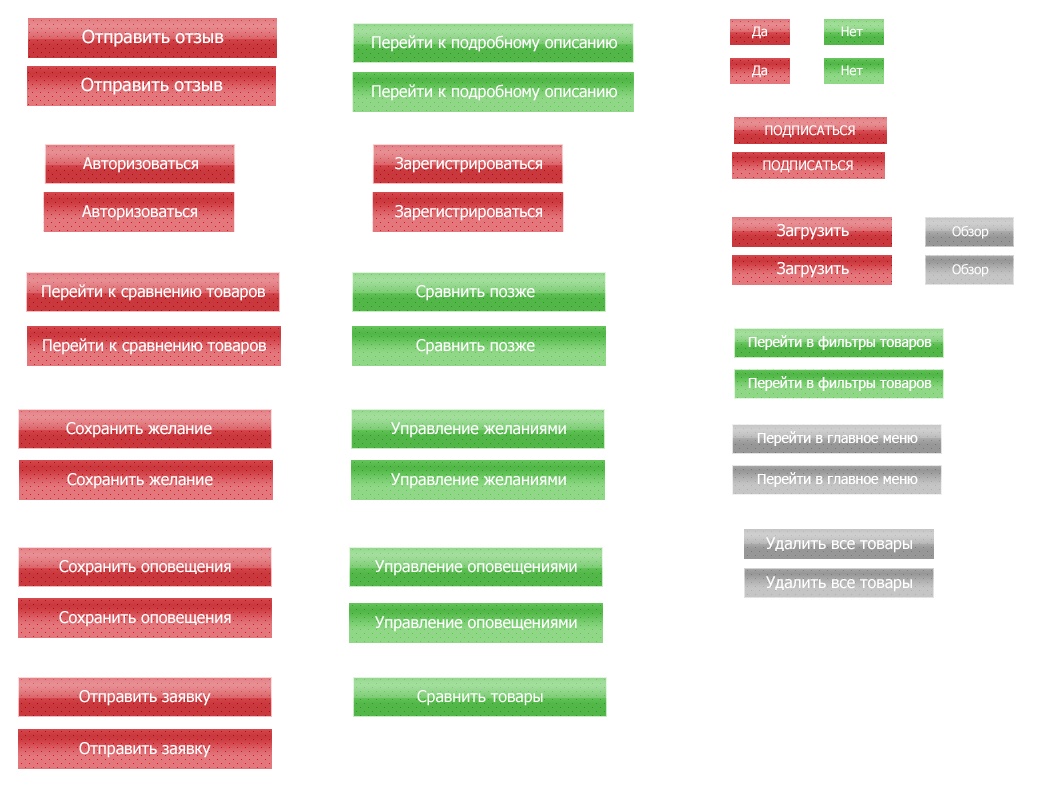 Отправить отзыв
Отправить отзыв
Авторизоваться
Авторизоваться
Перейти к сравнению товаров
Перейти к сравнению товаров
Сохранить желание
Сохранить желание
Сохранить оповещения
Сохранить оповещения
Отправить заявку
Отправить заявку
Перейти к подробному описанию
Перейти к подробному описанию
Зарегистрироваться
Зарегистрироваться
Сравнить позже
Сравнить позже
Управление желаниями
Управление желаниями
Управление оповещениями
Управление оповещениями
Сравнить товары
Да
Нет
Да
Нет
ПОДПИСАТЬСЯ
ПОДПИСАТЬСЯ
Загрузить
Обзор
Загрузить
Обзор
Перейти в фильтры товаров
Перейти в фильтры товаров
Перейти в главное меню
Перейти в главное меню
Удалить все товары
Удалить все товары